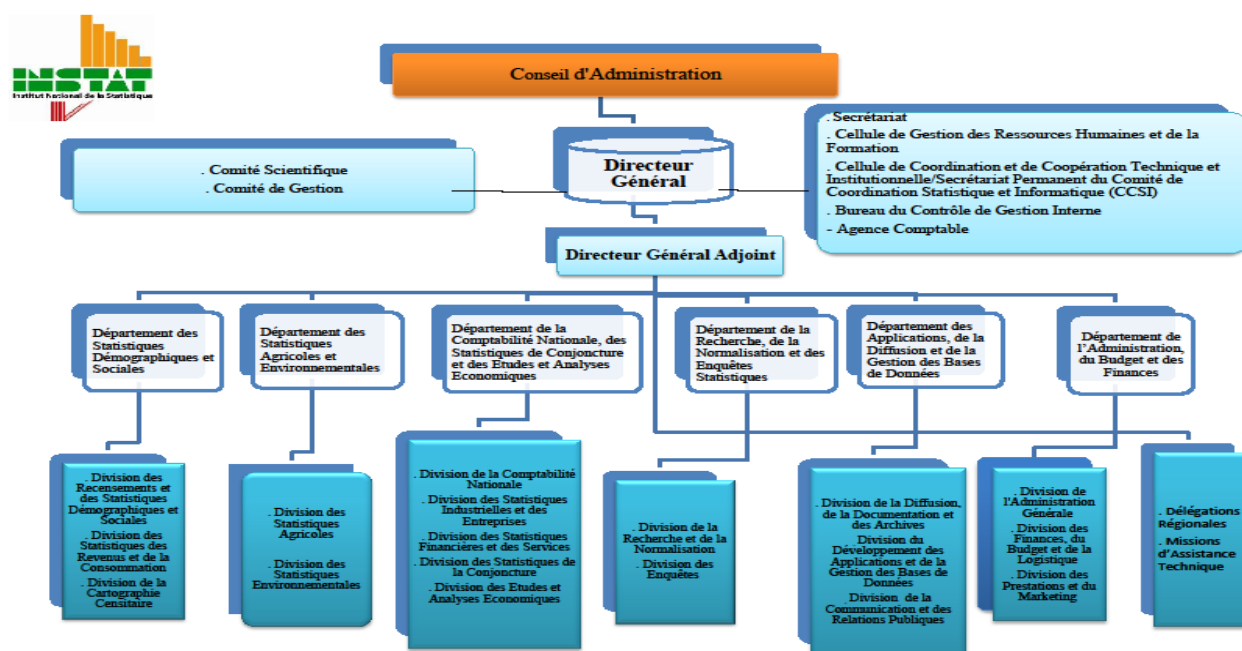 INSTAT
Institut National de la Statistique
Conseil d'Administration
. Comité Scientifique
. Comité de Gestion
Directeur
Général
. Secrétariat
. Cellule de Gestion des Ressources Humaines et de la
Formation
. Cellule de Coordination et de Coopération Technique et
Institutionnelle/Secrétariat Permanent du Comité de
Coordination Statistique et Informatique (CCSI)
. Bureau du Contrôle de Gestion Interne
- Agence Comptable
Directeur Général Adjoint
Département des
Statistiques
Démographiques et
Sociales
Département des
Statistiques
Agricoles et
Environnementales
Département de la
Comptabilité Nationale, des
Statistiques de Conjoncture
et des Etudes et Analyses
Economiques
Département de la
Recherche, de la
Normalisation et des
Enquêtes
Statistiques
Département des
Applications, de la
Diffusion et de la
Gestion des Bases
de Données
Département de
l'Administration,
du Budget et des
Finances
. Division des
Recensements et
des Statistiques
Démographiques et
Sociales
. Division des
Statistiques des
Revenus et de la
Consommation
. Division de la
Cartographie
Censitaire
. Division des
Statistiques
Agricoles
. Division des
Statistiques
Environnementales
. Division de la Comptabilité
Nationale
. Division des Statistiques
Industrielles et des
Entreprises
. Division des Statistiques
Financières et des Services
. Division des Statistiques de
la Conjoncture
. Division des Etudes et
Analyses Economiques
. Division de la
Recherche et de la
Normalisation
. Division des
Enquêtes
. Division de la Diffusion,
de la Documentation et
des Archives
. Division du
Développement des
Applications et de la
Gestion des Bases de
Données
. Division de la
Communication et des
Relations Publiques
. Division de
l'Administration
Générale
. Division des
Finances, du
Budget et de la
Logistique
. Division des
Prestations et du
Marketing
. Délégations
Régionales
. Missions
d'Assistance
Technique